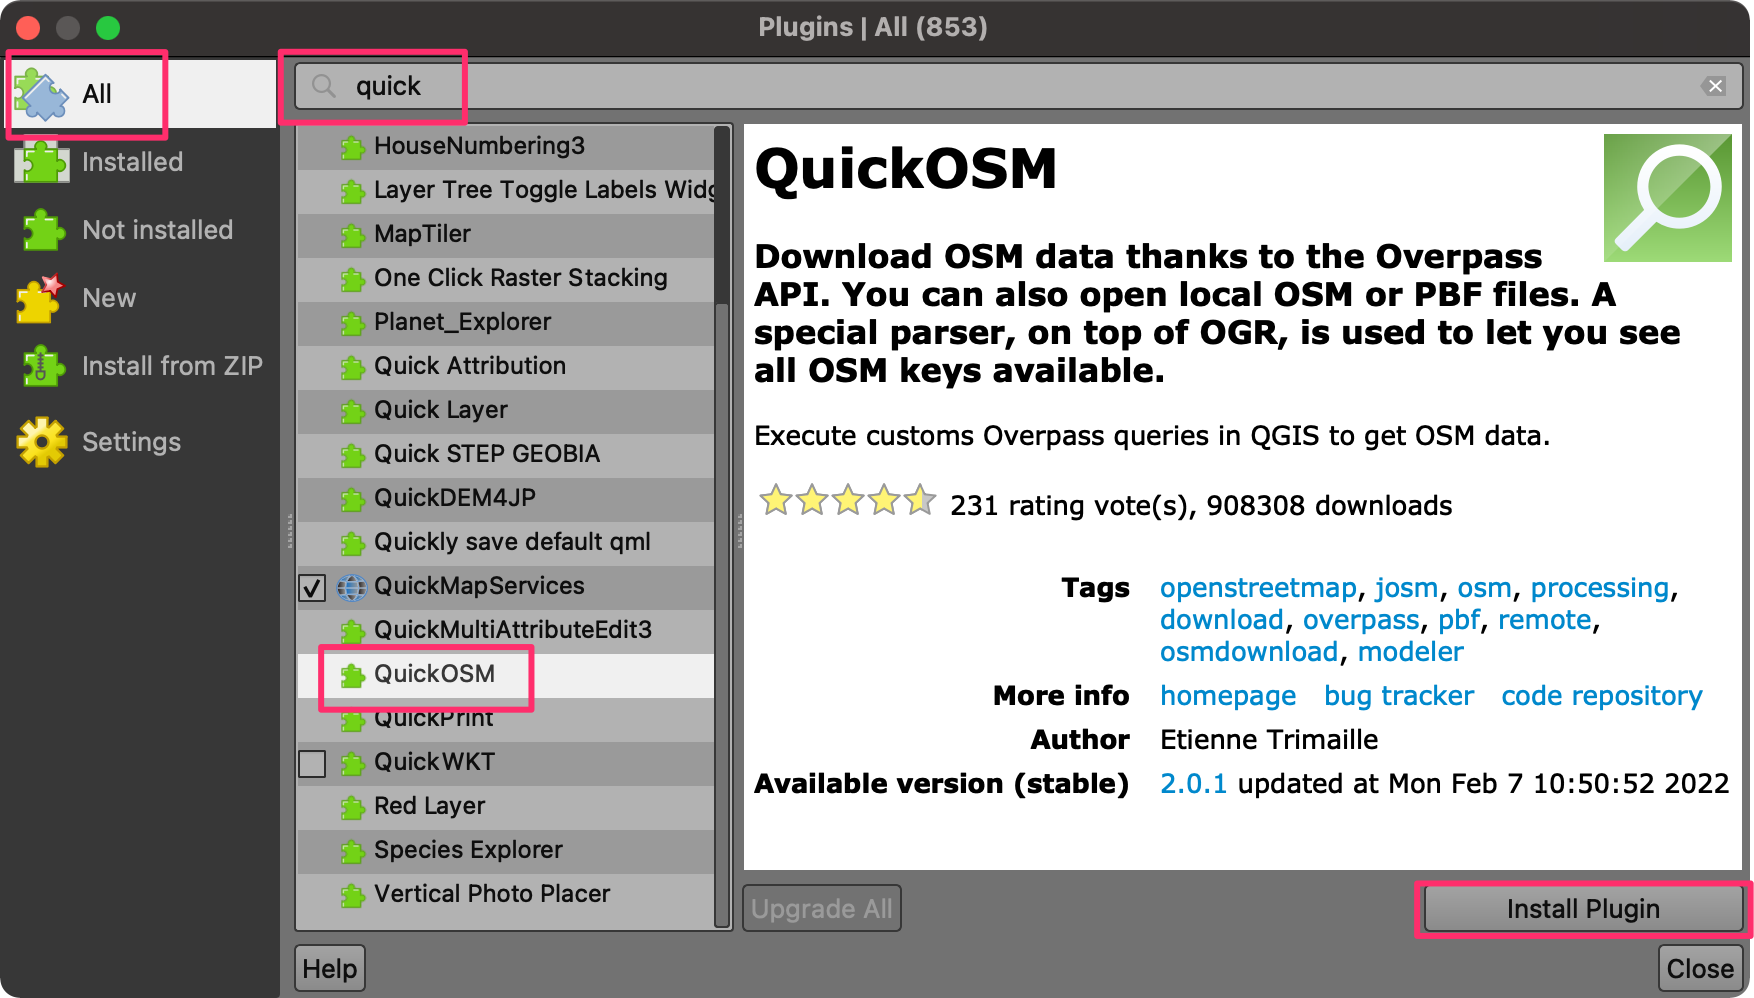 Plugins | All (853)
All
Installed
Not installed
New
Install from ZIP
Settings
quick
HouseNumbering3
Layer Tree Toggle Labels Widg
MapTiler
One Click Raster Stacking
Planet_Explorer
Quick Attribution
Quick Layer
Quick STEP GEOBIA
QuickDEM4JP
Quickly save default qml
QuickMapServices
QuickMultiAttributeEdit3
QuickOSM
QuickPrint
QuickWKT
Red Layer
Species Explorer
Vertical Photo Placer
QuickOSM
Download OSM data thanks to the Overpass
API. You can also open local OSM or PBF files. A
special parser, on top of OGR, is used to let you see
all OSM keys available.
Execute customs Overpass queries in QGIS to get OSM data.
231 rating vote(s), 908308 downloads
Tags openstreetmap, josm, osm, processing,
download, overpass, pbf, remote,
osmdownload, modeler
More info homepage bug tracker code repository
Author Etienne Trimaille
Available version (stable) 2.0.1 updated at Mon Feb 7 10:50:52 2022
Upgrade All
Install Plugin
Help
Close